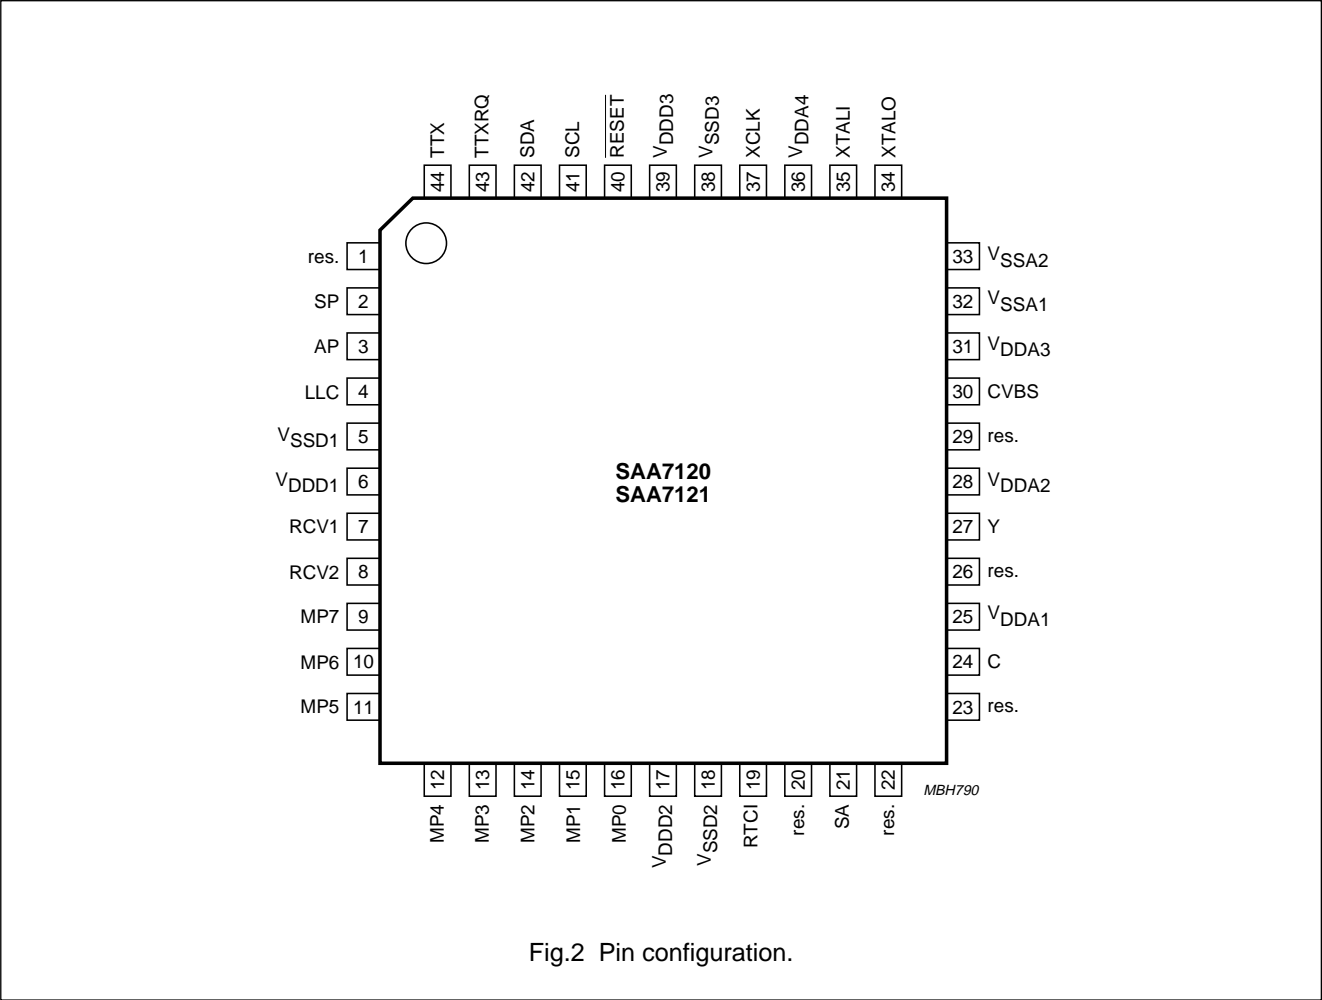 44 TTX
43 TTXRQ
42 SDA
41 SCL
40 RESET
39 VDDD3
38 VSSD3
37 XCLK
36 VDDA4
35 XTALI
34 XTALO
res. 1
SP 2
AP 3
LLC 4
VSSD1 5
VDDD1 6
RCV1 7
RCV2 8
MP7 9
MP6 10
MP5 11
SAA7120
SAA7121
33 VSSA2
32 VSSA1
31 VDDA3
30 CVBS
29 res.
28 VDDA2
27 Y
26 res.
25 VDDA1
24 C
23 res.
MP4 12
MP3 13
MP2 14
MP1 15
MP0 16
VDDD2 17
VSSD2 18
RTCI 19
res. 20
SA 21
res. 22
MBH790
Fig.2 Pin configuration.